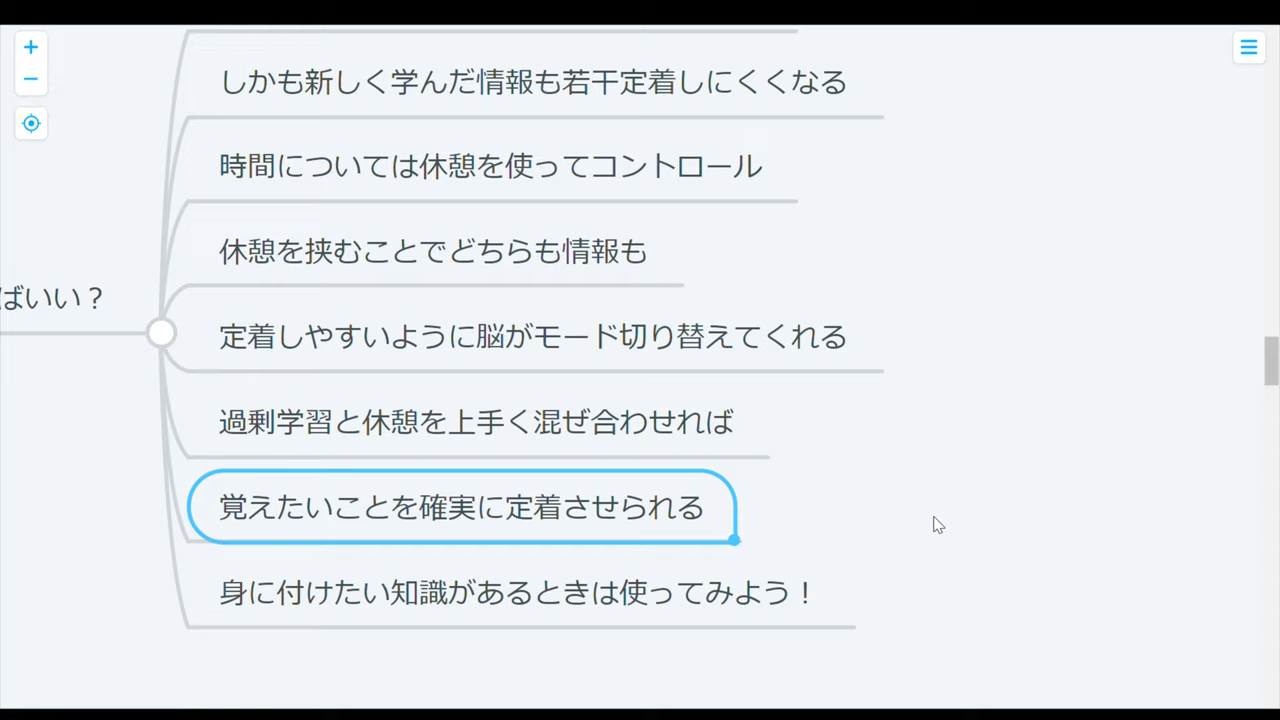 しかも新しく学んだ情報も若干定着しにくくなる
時間については休憩を使ってコントロール
休憩を挟むことでどちらも情報も
ばいい？
定着しやすいように脳がモード切り替えてくれる
過剰学習と休憩を上手く混ぜ合わせれば
覚えたいことを確実に定着させられる
身に付けたい知識があるときは使ってみよう！